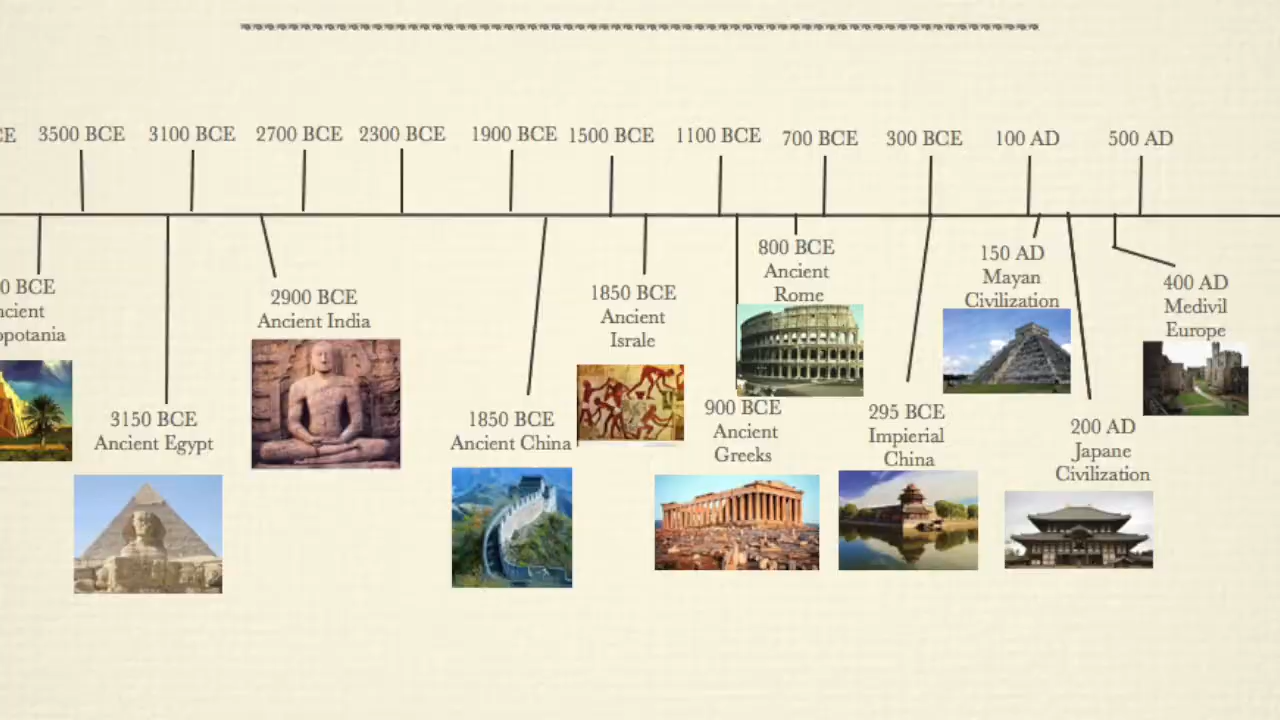 E 3500 BCE 3100 BCE 2700 BCE 2300 BCE 1900 BCE 1500 BCE 1100 BCE 700 BCE 300 BCE 100 AD 500 AD
0 BCE
ncient
opotania
3150 BCE
Ancient Egypt
2900 BCE
Ancient India
1850 BCE
Ancient China
1850 BCE
Ancient
Israle
900 BCE
Ancient
Greeks
800 BCE
Ancient
Rome
295 BCE
Impierial
China
150 AD
Mayan
Civilization
200 AD
Japane
Civilization
400 AD
Medivil
Europe